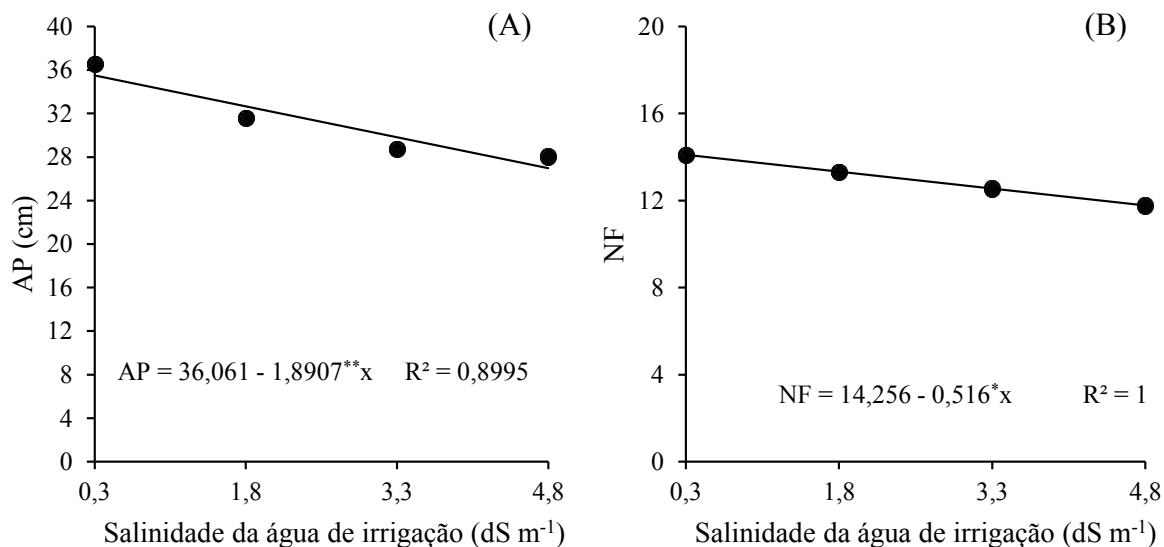 (A)
40
36
32
28
24
20
16
12
8
4
0
AP (cm)
AP = 36,061 - 1,8907**x R² = 0,8995
0,3 1,8 3,3 4,8
Salinidade da água de irrigação (dS m-1)
(B)
20
16
12
8
4
0
NF
NF = 14,256 - 0,516*x R² = 1
0,3 1,8 3,3 4,8
Salinidade da água de irrigação (dS m-1)